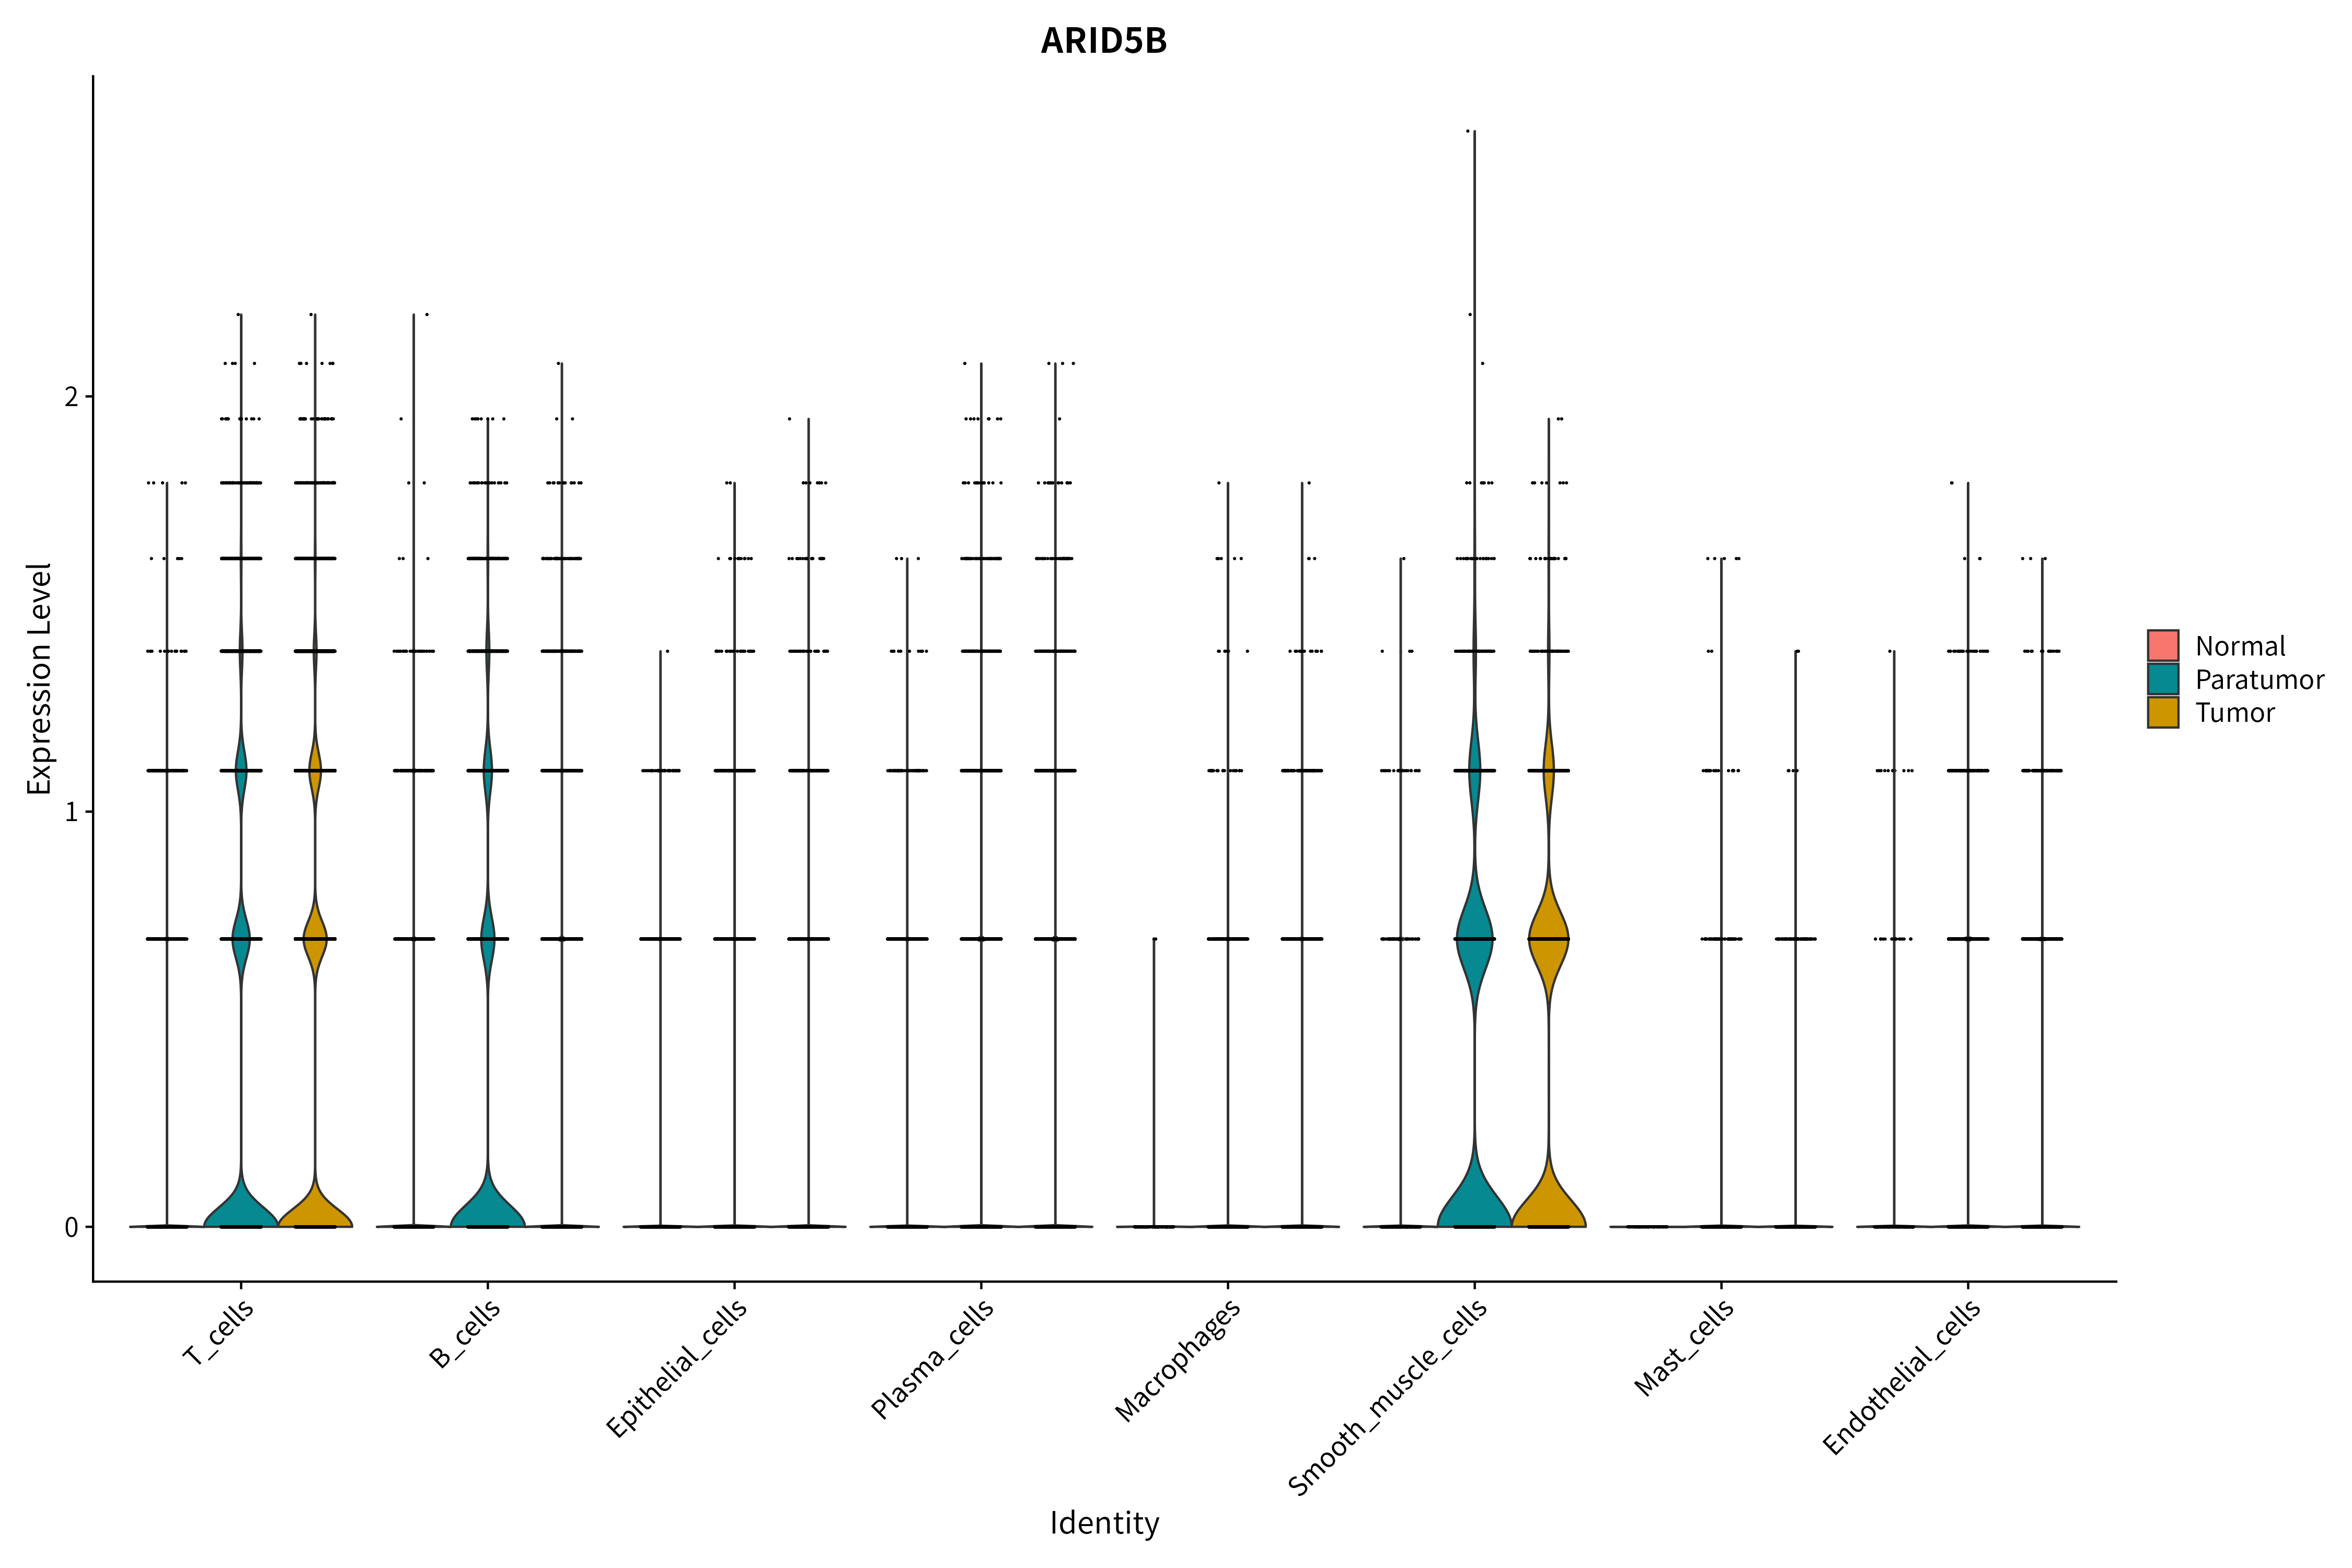 ARID5B
Expression Level
2
1
0
T_cells
B_cells
Epithelial_cells
Plasma_cells
Macrophages
Smooth_muscle_cells
Mast_cells
Endothelial_cells
Identity
Normal
Paratumor
Tumor